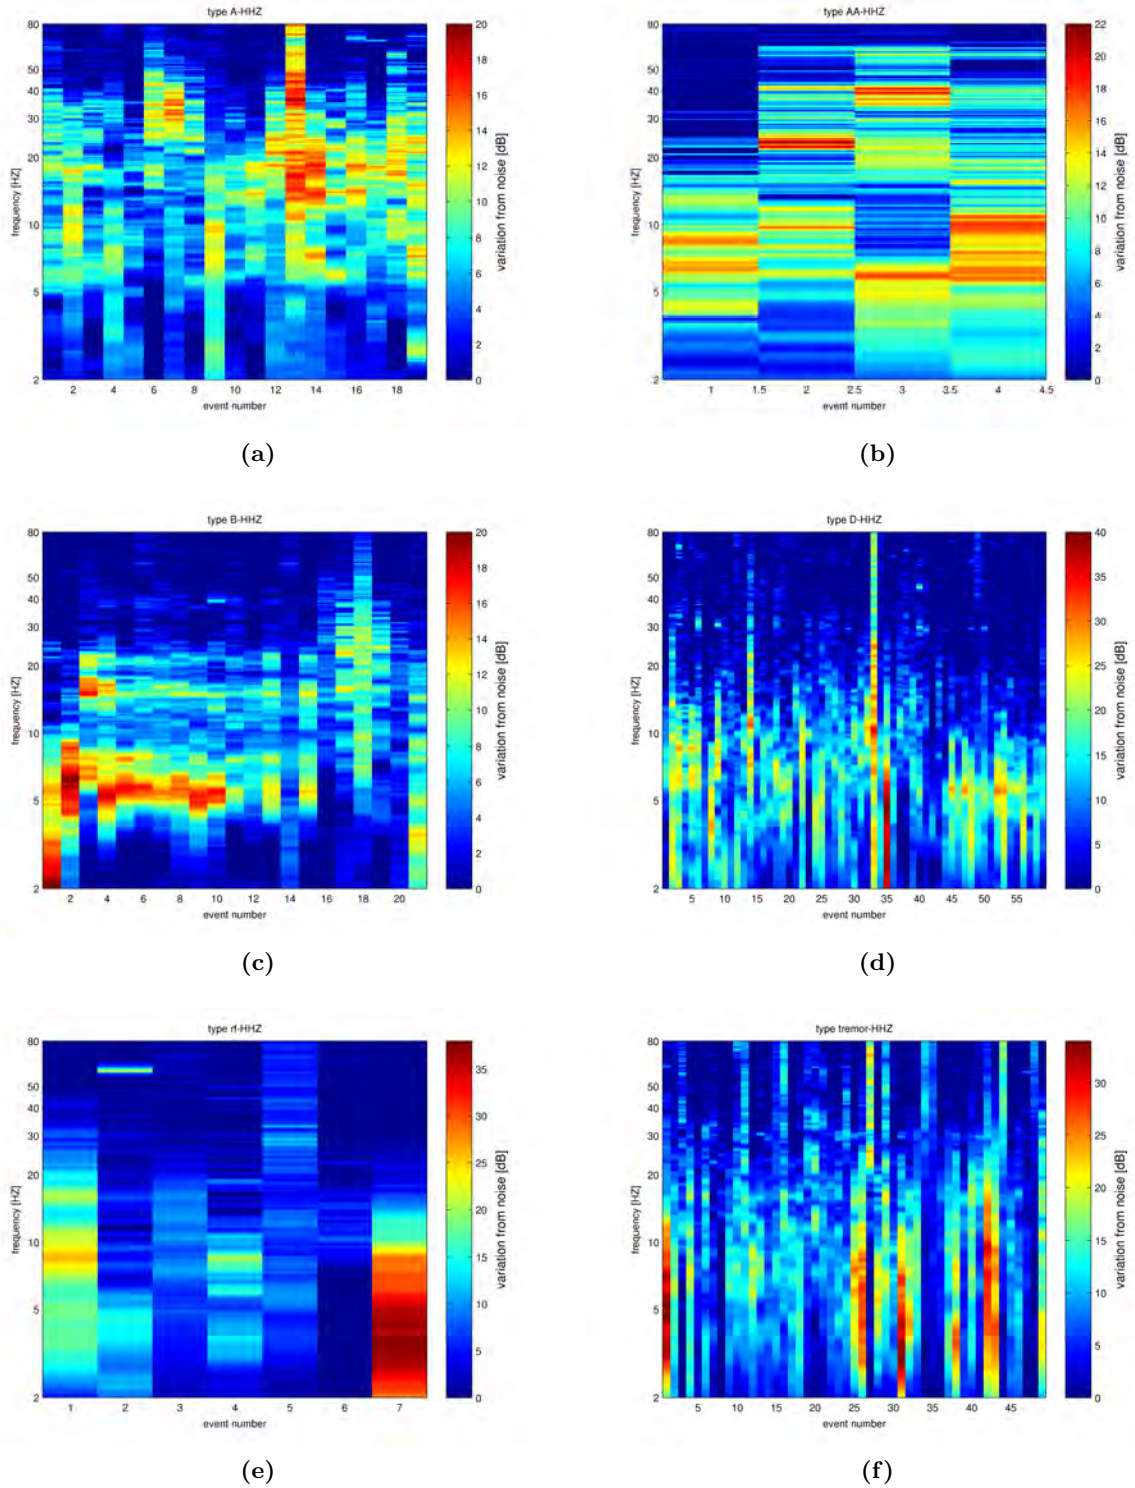 type A-HHZ
80
50
40
30
20
10
5
2
frequency [HZ]
2 4 6 8 10 12 14 16 18
event number
20
18
16
14
12
10
8
6
4
2
0
variation from noise [dB]
(a)
type AA-HHZ
80
50
40
30
20
10
5
2
frequency [HZ]
1 1.5 2 2.5 3 3.5 4 4.5
event number
22
20
18
16
14
12
10
8
6
4
2
0
variation from noise [dB]
(b)
type B-HHZ
80
50
40
30
20
10
5
2
frequency [HZ]
2 4 6 8 10 12 14 16 18 20
event number
20
18
16
14
12
10
8
6
4
2
0
variation from noise [dB]
(c)
type D-HHZ
80
50
40
30
20
10
5
2
frequency [HZ]
5 10 15 20 25 30 35 40 45 50 55
event number
40
35
30
25
20
15
10
5
0
variation from noise [dB]
(d)
type rf-HHZ
80
50
40
30
20
10
5
2
frequency [HZ]
1 2 3 4 5 6 7
event number
35
30
25
20
15
10
5
0
variation from noise [dB]
(e)
type tremor-HHZ
80
50
40
30
20
10
5
2
frequency [HZ]
5 10 15 20 25 30 35 40 45
event number
30
25
20
15
10
5
0
variation from noise [dB]
(f)